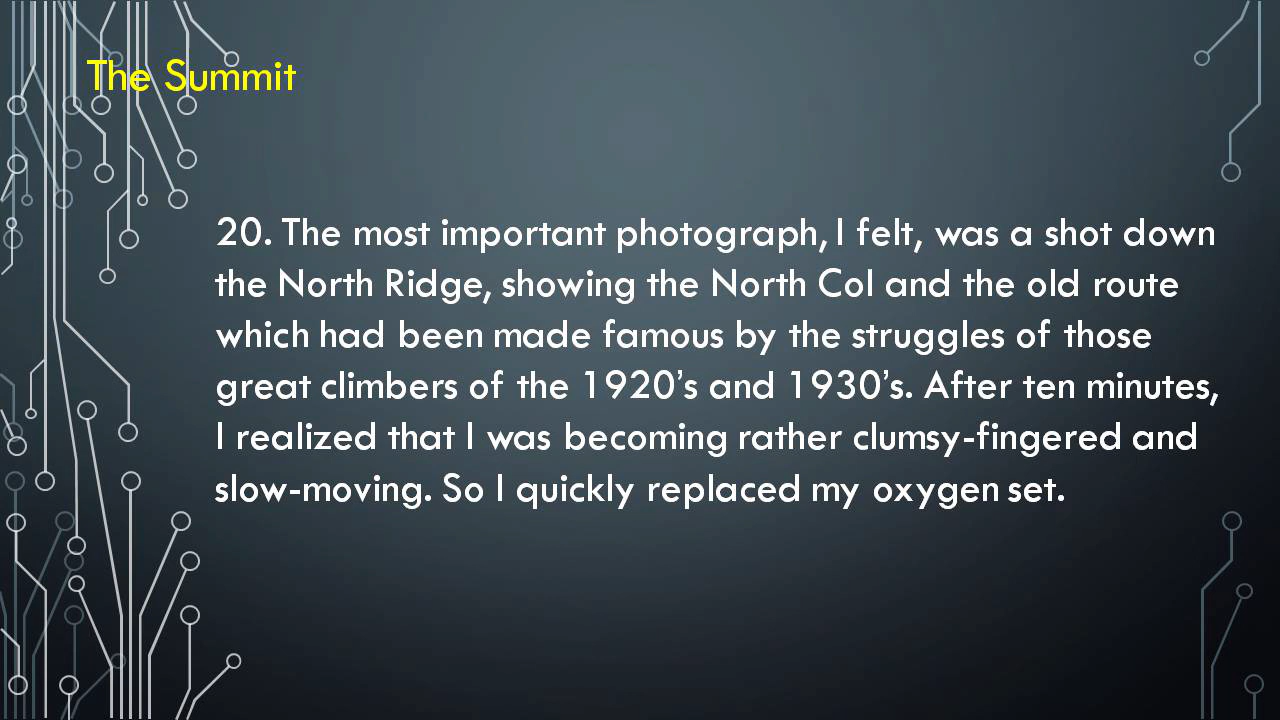 The Summit
20. The most important photograph, I felt, was a shot down
the North Ridge, showing the North Col and the old route
which had been made famous by the struggles of those
great climbers of the 1920’s and 1930’s. After ten minutes,
I realized that I was becoming rather clumsy-fingered and
slow-moving. So I quickly replaced my oxygen set.